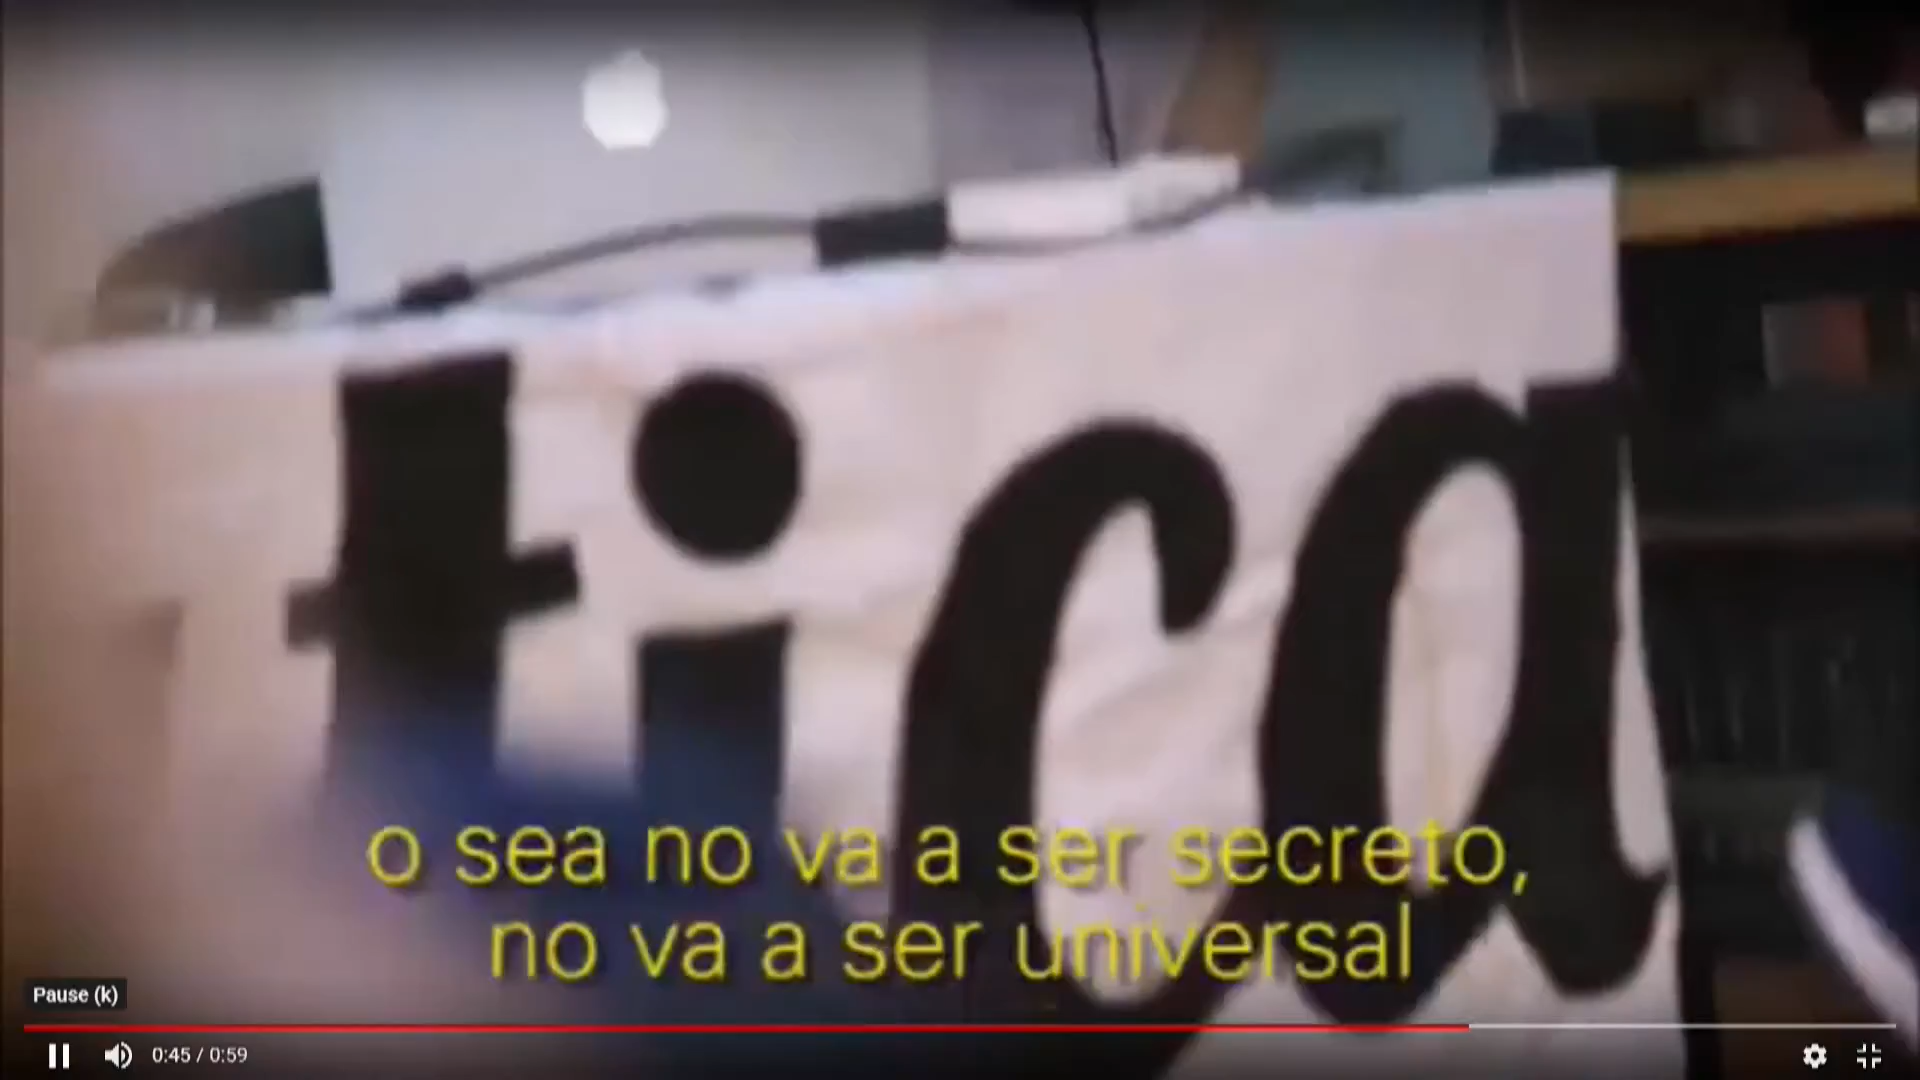 tica
o sea no va a ser secreto,
no va a ser universal
Pause (k)
0:45 / 0:59